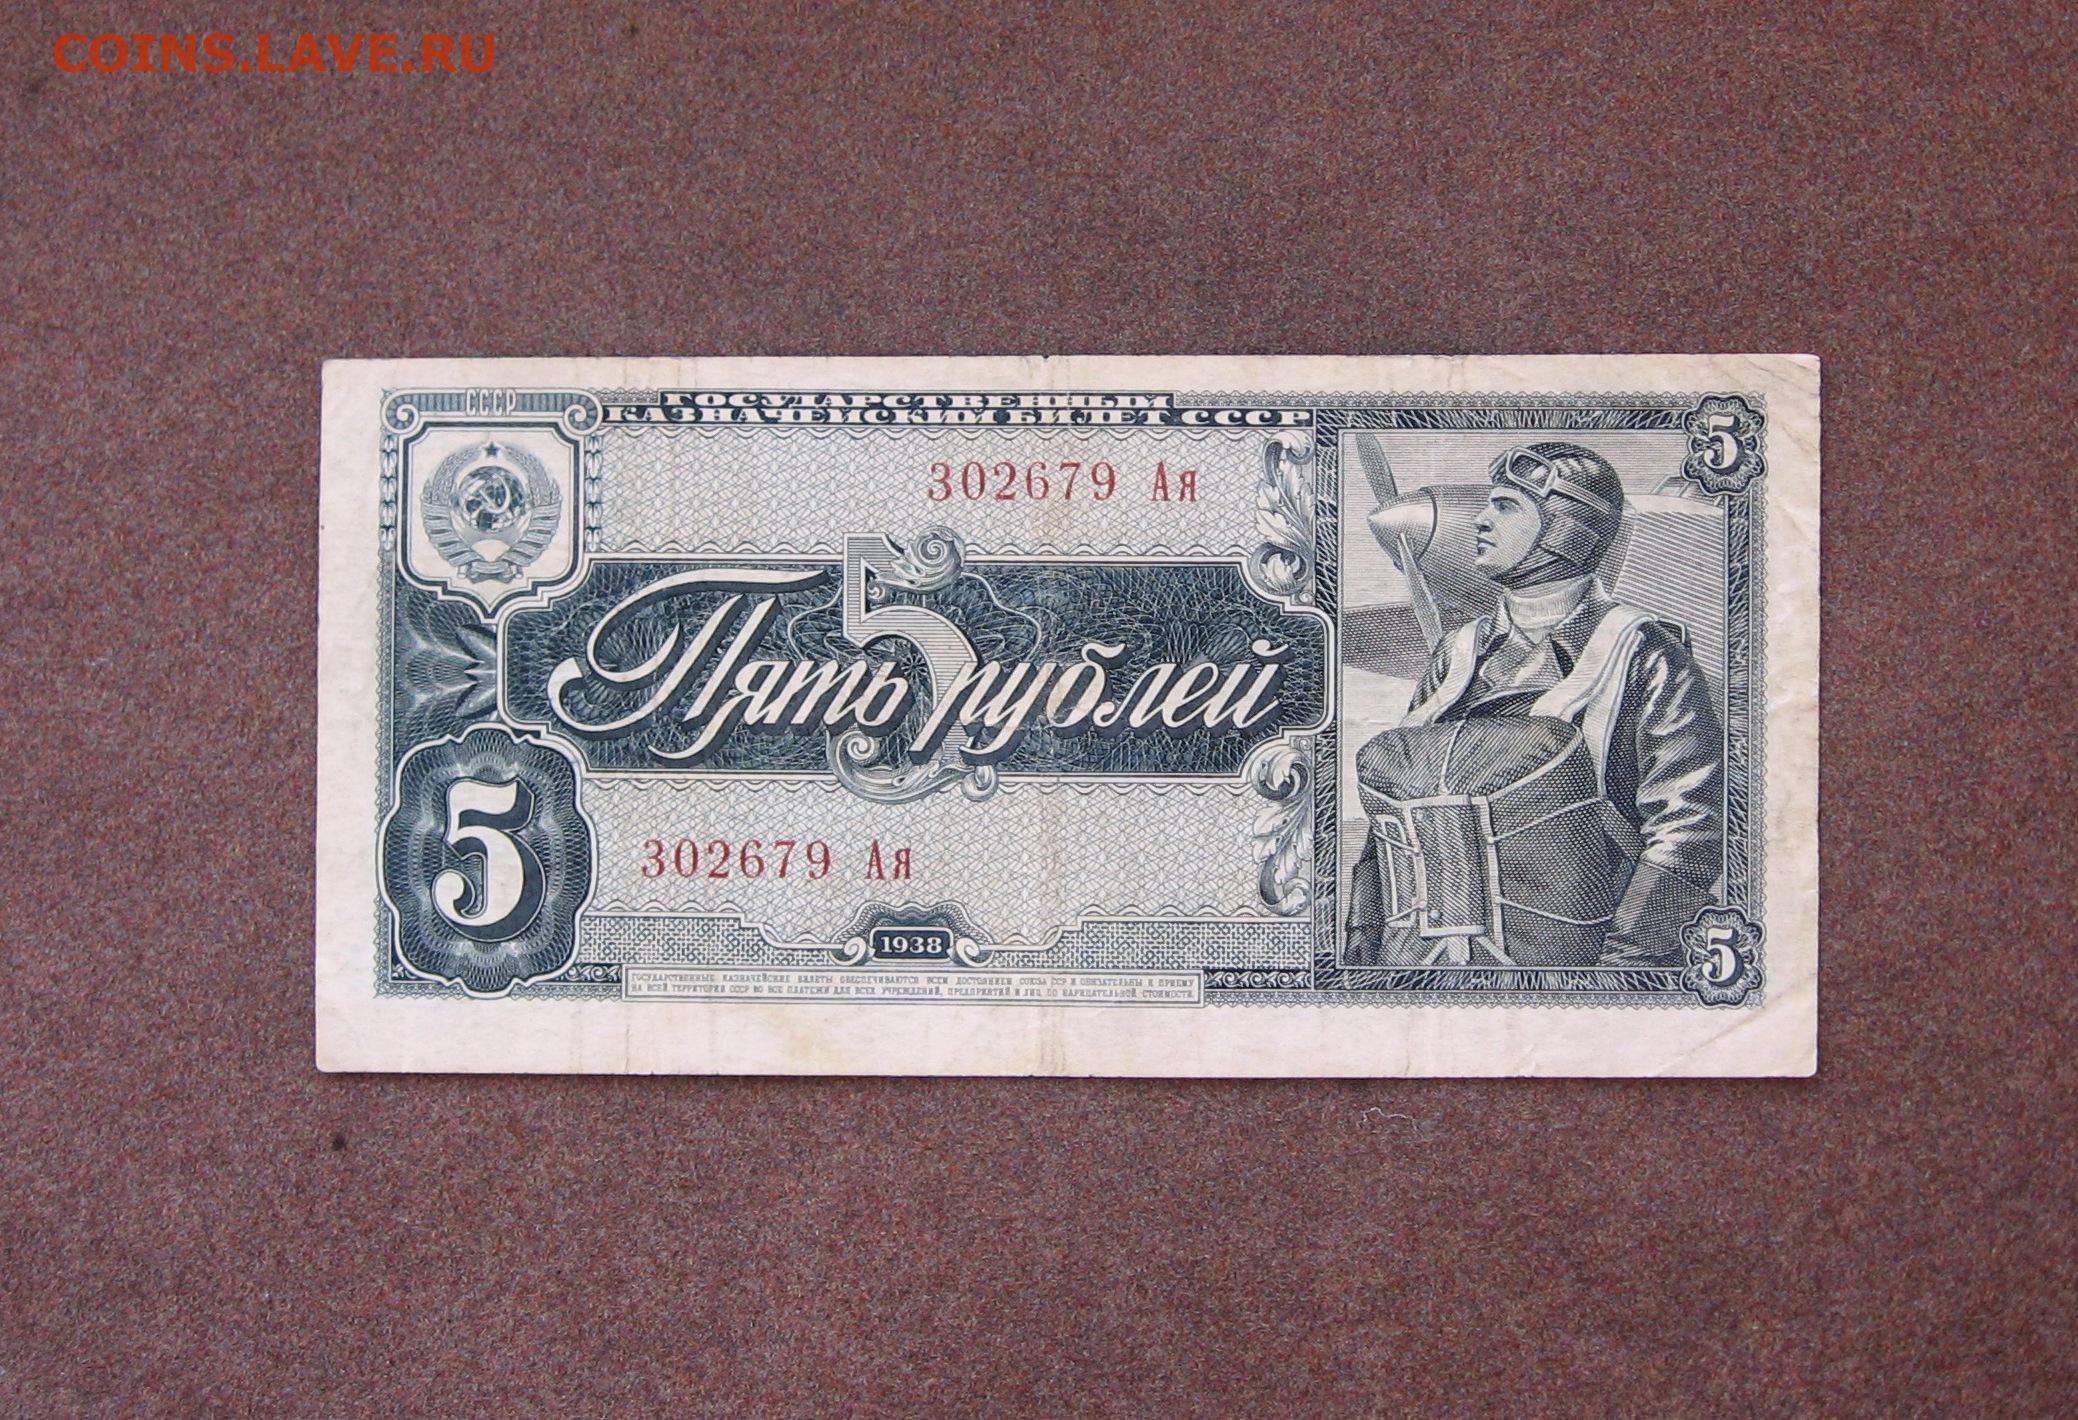 COINS.LAVE.RU
СССР
ГОСУДАРСТВЕННЫЙ
КАЗНАЧЕЙСКИЙ БИЛЕТ СССР
5
302679 Ая
5
Пять рублей
5
302679 Ая
1938
5
ГОСУДАРСТВЕННЫЕ КАЗНАЧЕЙСКИЕ БИЛЕТЫ ОБЕСПЕЧИВАЮТСЯ ВСЕМ ДОСТОЯНИЕМ СОЮЗА ССР И ОБЯЗАТЕЛЬНЫ К ПРИЕМУ
НА ВСЕЙ ТЕРРИТОРИИ СССР ВО ВСЕ ПЛАТЕЖИ ДЛЯ ВСЕХ УЧРЕЖДЕНИЙ, ПРЕДПРИЯТИЙ И ЛИЦ ПО НАРИЦАТЕЛЬНОЙ СТОИМОСТИ.